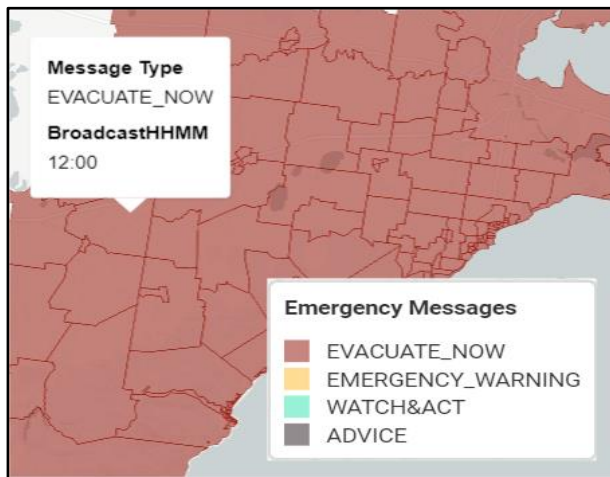 Message Type
EVACUATE_NOW
BroadcastHHMM
12:00
Emergency Messages
EVACUATE_NOW
EMERGENCY_WARNING
WATCH&ACT
ADVICE